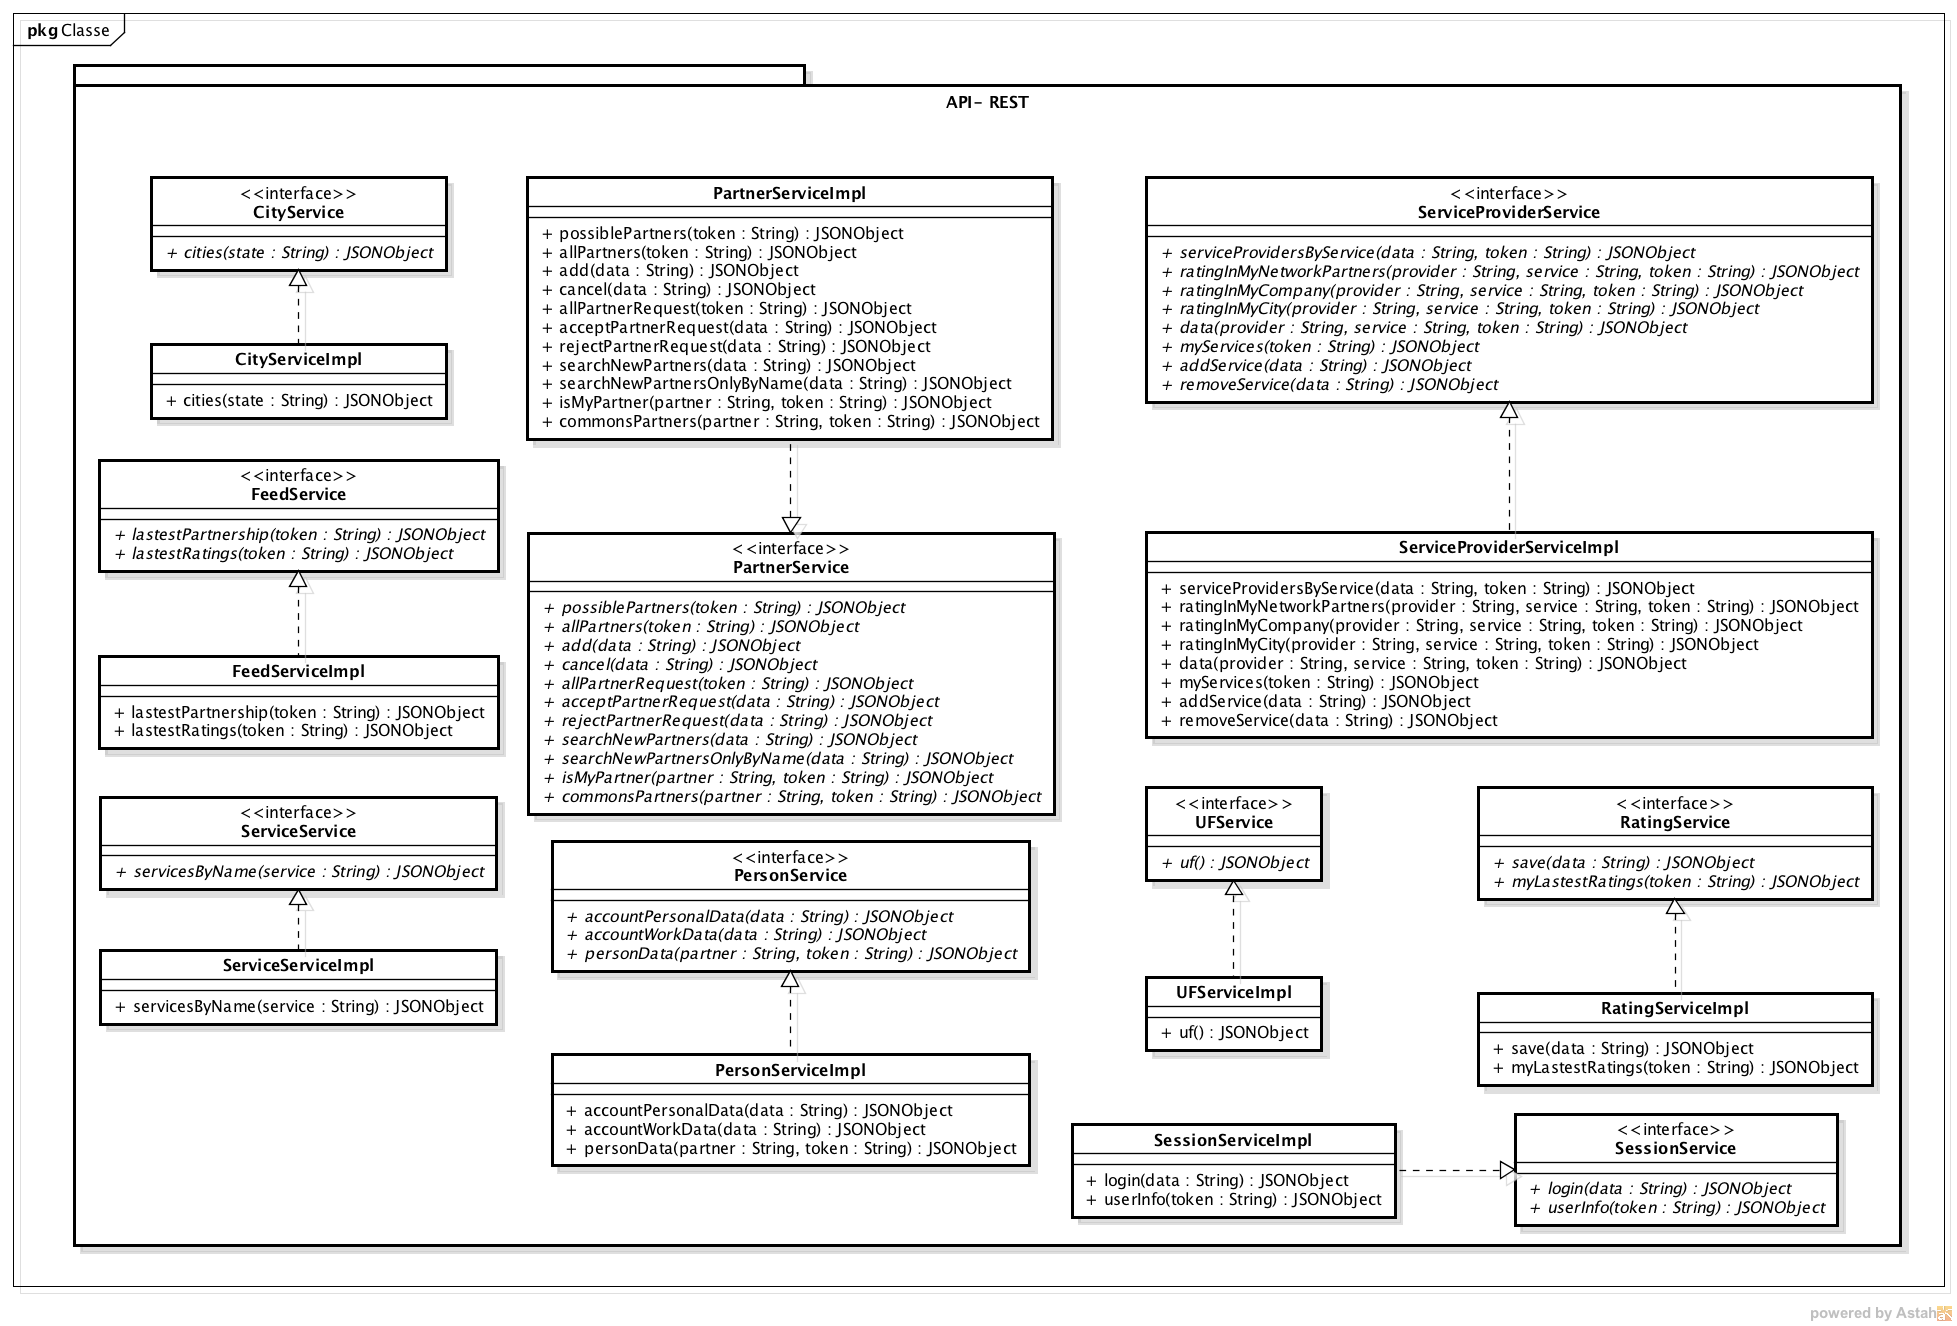 pkg Classe
API- REST
<<interface>>
CityService
+ cities(state : String) : JSONObject
CityServiceImpl
+ cities(state : String) : JSONObject
<<interface>>
FeedService
+ lastestPartnership(token : String) : JSONObject
+ lastestRatings(token : String) : JSONObject
FeedServiceImpl
+ lastestPartnership(token : String) : JSONObject
+ lastestRatings(token : String) : JSONObject
<<interface>>
ServiceService
+ servicesByName(service : String) : JSONObject
ServiceServiceImpl
+ servicesByName(service : String) : JSONObject
PartnerServiceImpl
+ possiblePartners(token : String) : JSONObject
+ allPartners(token : String) : JSONObject
+ add(data : String) : JSONObject
+ cancel(data : String) : JSONObject
+ allPartnerRequest(token : String) : JSONObject
+ acceptPartnerRequest(data : String) : JSONObject
+ rejectPartnerRequest(data : String) : JSONObject
+ searchNewPartners(data : String) : JSONObject
+ searchNewPartnersOnlyByName(data : String) : JSONObject
+ isMyPartner(partner : String, token : String) : JSONObject
+ commonsPartners(partner : String, token : String) : JSONObject
<<interface>>
PartnerService
+ possiblePartners(token : String) : JSONObject
+ allPartners(token : String) : JSONObject
+ add(data : String) : JSONObject
+ cancel(data : String) : JSONObject
+ allPartnerRequest(token : String) : JSONObject
+ acceptPartnerRequest(data : String) : JSONObject
+ rejectPartnerRequest(data : String) : JSONObject
+ searchNewPartners(data : String) : JSONObject
+ searchNewPartnersOnlyByName(data : String) : JSONObject
+ isMyPartner(partner : String, token : String) : JSONObject
+ commonsPartners(partner : String, token : String) : JSONObject
<<interface>>
PersonService
+ accountPersonalData(data : String) : JSONObject
+ accountWorkData(data : String) : JSONObject
+ personData(partner : String, token : String) : JSONObject
PersonServiceImpl
+ accountPersonalData(data : String) : JSONObject
+ accountWorkData(data : String) : JSONObject
+ personData(partner : String, token : String) : JSONObject
<<interface>>
ServiceProviderService
+ serviceProvidersByService(data : String, token : String) : JSONObject
+ ratingInMyNetworkPartners(provider : String, service : String, token : String) : JSONObject
+ ratingInMyCompany(provider : String, service : String, token : String) : JSONObject
+ ratingInMyCity(provider : String, service : String, token : String) : JSONObject
+ data(provider : String, service : String, token : String) : JSONObject
+ myServices(token : String) : JSONObject
+ addService(data : String) : JSONObject
+ removeService(data : String) : JSONObject
ServiceProviderServiceImpl
+ serviceProvidersByService(data : String, token : String) : JSONObject
+ ratingInMyNetworkPartners(provider : String, service : String, token : String) : JSONObject
+ ratingInMyCompany(provider : String, service : String, token : String) : JSONObject
+ ratingInMyCity(provider : String, service : String, token : String) : JSONObject
+ data(provider : String, service : String, token : String) : JSONObject
+ myServices(token : String) : JSONObject
+ addService(data : String) : JSONObject
+ removeService(data : String) : JSONObject
<<interface>>
UFService
+ uf() : JSONObject
UFServiceImpl
+ uf() : JSONObject
<<interface>>
RatingService
+ save(data : String) : JSONObject
+ myLastestRatings(token : String) : JSONObject
RatingServiceImpl
+ save(data : String) : JSONObject
+ myLastestRatings(token : String) : JSONObject
SessionServiceImpl
+ login(data : String) : JSONObject
+ userInfo(token : String) : JSONObject
<<interface>>
SessionService
+ login(data : String) : JSONObject
+ userInfo(token : String) : JSONObject
powered by Astah